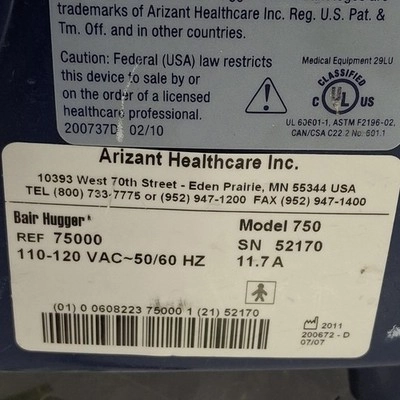 trademarks of Arizant Healthcare Inc. Reg. U.S. Pat. &
Tm. Off. and in other countries.
Caution: Federal (USA) law restricts
this device to sale by or
on the order of a licensed
healthcare professional.
200737D 02/10
Medical Equipment 29LU
CLASSIFIED
C UL US
UL 60601-1, ASTM F2196-02,
CAN/CSA C22.2 No. 601.1
Arizant Healthcare Inc.
10393 West 70th Street - Eden Prairie, MN 55344 USA
TEL (800) 733-7775 or (952) 947-1200 FAX (952) 947-1400
Bair Hugger®
Model 750
REF 75000
SN 52170
110-120 VAC~50/60 HZ
11.7 A
(01) 0 0608223 75000 1 (21) 52170
2011
200672 - D
07/07